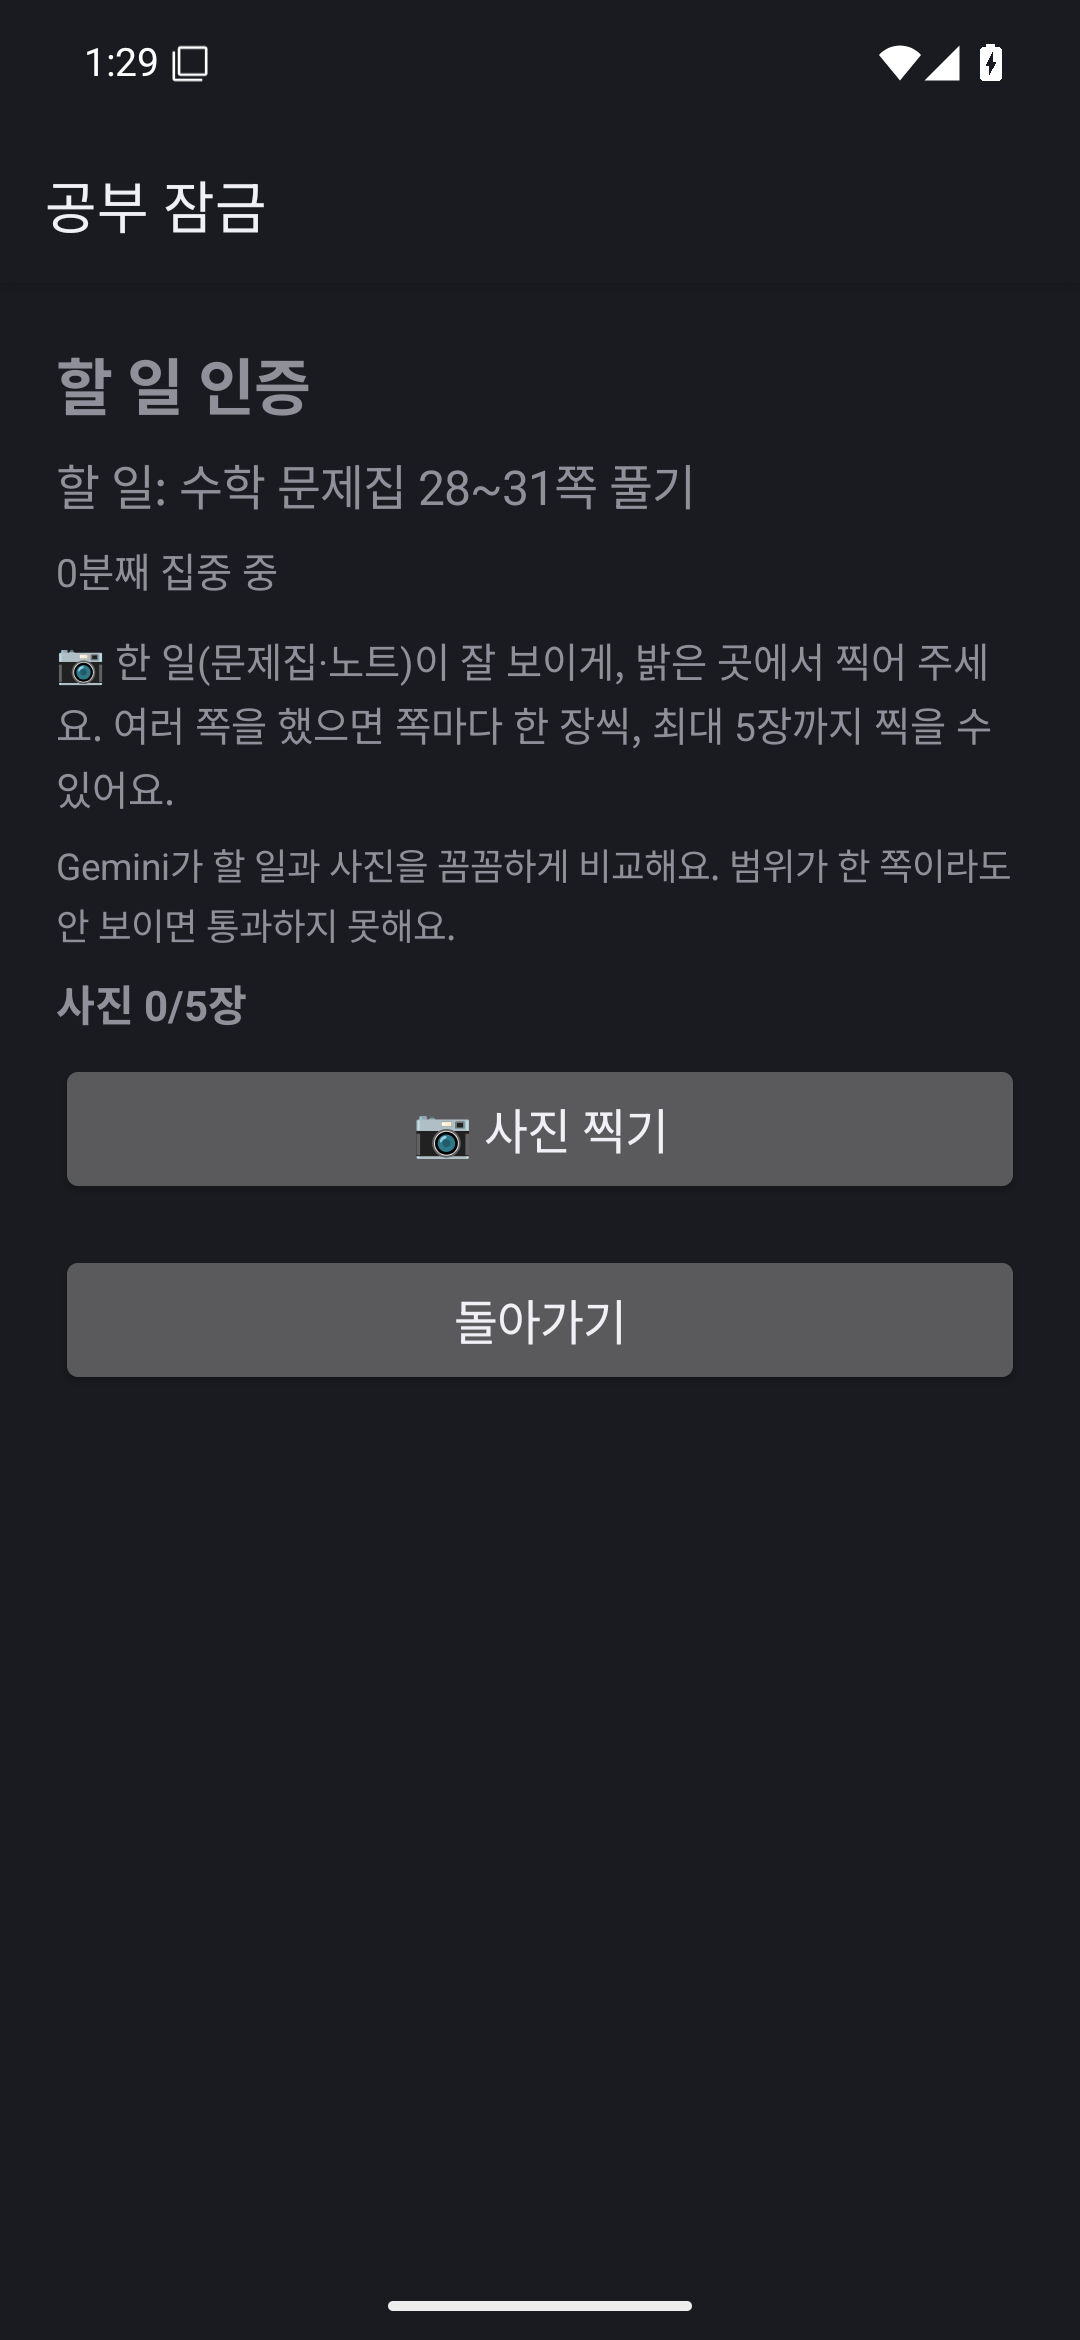 1:29
공부 잠금
할 일 인증
할 일: 수학 문제집 28~31쪽 풀기
0분째 집중 중
📷 한 일(문제집·노트)이 잘 보이게, 밝은 곳에서 찍어 주세
요. 여러 쪽을 했으면 쪽마다 한 장씩, 최대 5장까지 찍을 수
있어요.
Gemini가 할 일과 사진을 꼼꼼하게 비교해요. 범위가 한 쪽이라도
안 보이면 통과하지 못해요.
사진 0/5장
📷 사진 찍기
돌아가기